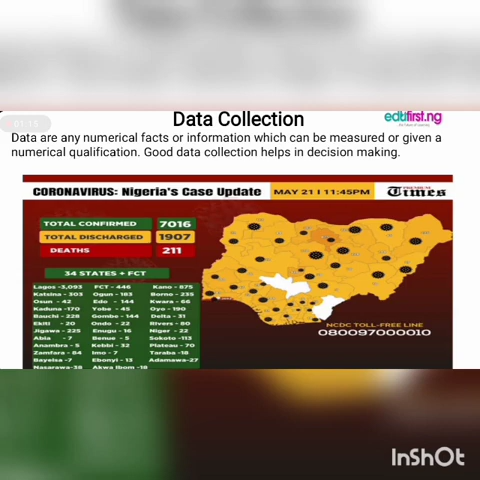 Data Collection
edufirst.ng
01:15
Data are any numerical facts or information which can be measured or given a
numerical qualification. Good data collection helps in decision making.
CORONAVIRUS: Nigeria's Case Update
MAY 21 I 11:45PM
PREMIUM
Times
TOTAL CONFIRMED 7016
TOTAL DISCHARGED 1907
DEATHS 211
34 STATES + FCT
Lagos -3,093 FCT - 446 Kano - 875
Katsina - 303 Ogun - 183 Borno - 235
Osun - 42 Edo - 144 Kwara - 66
Kaduna -170 Yobe - 45 Oyo - 190
Bauchi - 228 Gombe - 144 Delta - 31
Ekiti - 20 Ondo - 22 Rivers - 80
Jigawa - 225 Enugu - 16 Niger - 22
Abia - 7 Benue - 5 Sokoto -113
Anambra - 5 Kebbi - 32 Plateau - 70
Zamfara - 84 Imo - 7 Taraba -18
Bayelsa -7 Ebonyi - 13 Adamawa -27
Nasarawa-38 Akwa Ibom -18
NCDC TOLL-FREE LINE
080097000010
InShOt